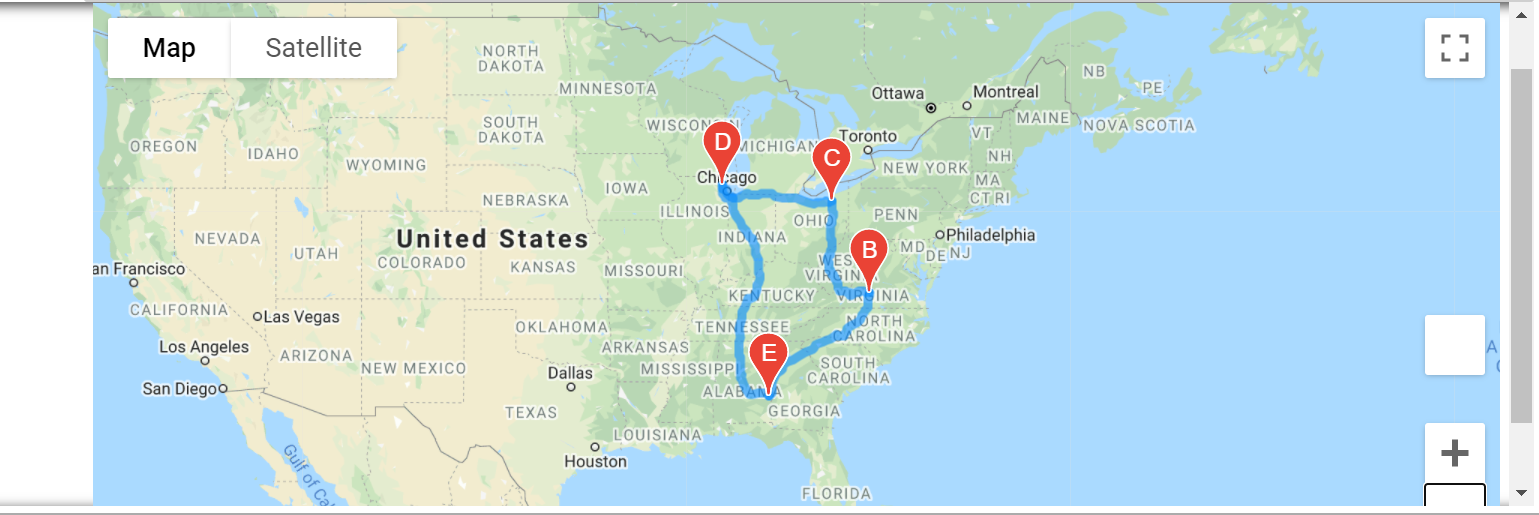 Map Satellite
NORTH
DAKOTA
MINNESOTA
Ottawa
Montreal
NB
PE
MAINE
NOVA SCOTIA
SOUTH
DAKOTA
WISCONSIN
D
MICHIGAN
Toronto
C
VT
OREGON
IDAHO
WYOMING
NH
NEW YORK
MA
CT RI
Chicago
IOWA
NEBRASKA
ILLINOIS
OHIO
PENN
NEVADA
United States
INDIANA
Philadelphia
MD
DE
NJ
B
UTAH
COLORADO
KANSAS
MISSOURI
WEST
VIRGINIA
an Francisco
KENTUCKY
VIRGINIA
CALIFORNIA
Las Vegas
OKLAHOMA
TENNESSEE
NORTH
CAROLINA
Los Angeles
ARIZONA
NEW MEXICO
ARKANSAS
E
A
MISSISSIPPI
SOUTH
CAROLINA
San Diego
Dallas
ALABAMA
TEXAS
GEORGIA
LOUISIANA
Houston
Gulf of Ca
FLORIDA